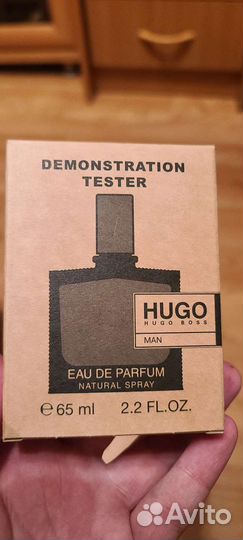 DEMONSTRATION
TESTER
HUGO
HUGO BOSS
MAN
EAU DE PARFUM
NATURAL SPRAY
℮ 65 ml 2.2 FL.OZ.
Avito